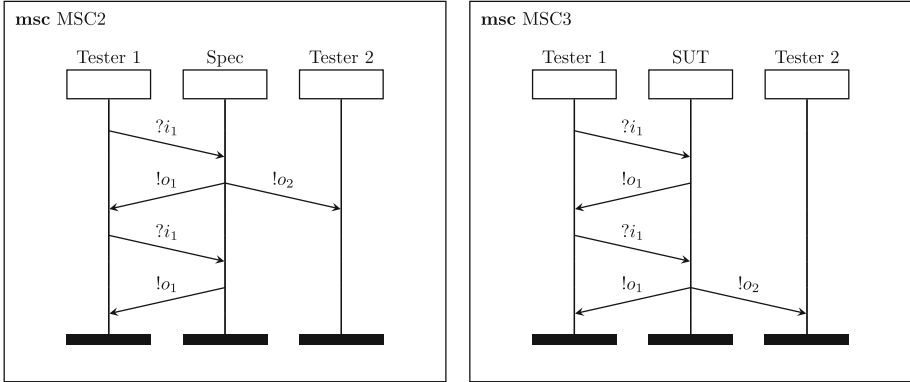 msc MSC2
Tester 1 Spec Tester 2
?i₁
!o₁ !o₂
?i₁
!o₁
msc MSC3
Tester 1 SUT Tester 2
?i₁
!o₁
?i₁
!o₁ !o₂